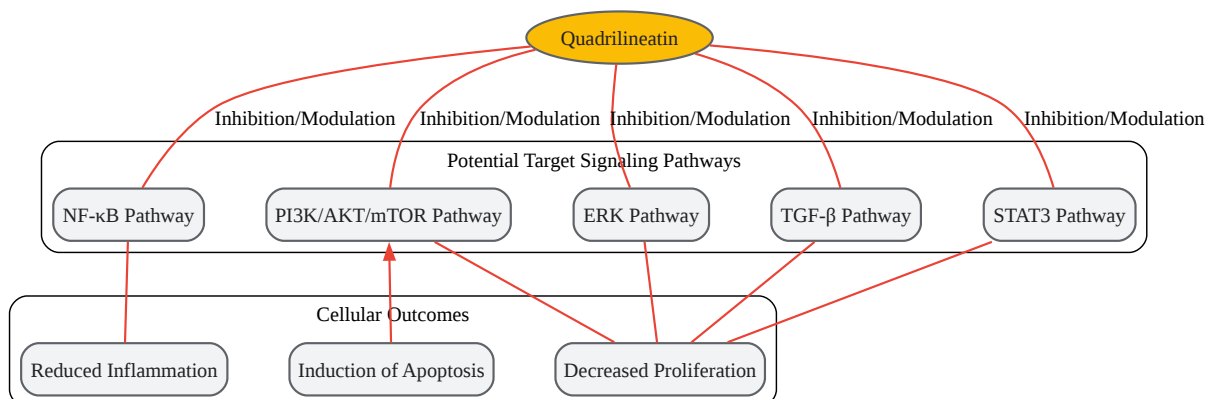 Quadrilineatin
Inhibition/Modulation
Inhibition/Modulation
Inhibition/Modulation
Inhibition/Modulation
Inhibition/Modulation
Potential Target Signaling Pathways
NF-κB Pathway
PI3K/AKT/mTOR Pathway
ERK Pathway
TGF-β Pathway
STAT3 Pathway
Cellular Outcomes
Reduced Inflammation
Induction of Apoptosis
Decreased Proliferation